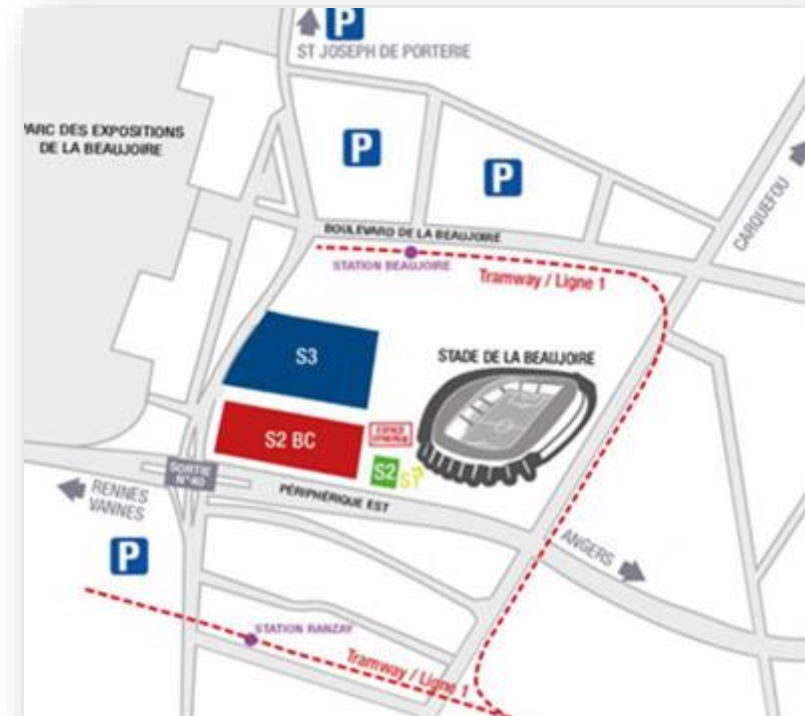 P
ST JOSEPH DE PORTERIE
PARC DES EXPOSITIONS
DE LA BEAUJOIRE
P
P
CARQUEFOU
BOULEVARD DE LA BEAUJOIRE
STATION BEAUJOIRE
Tramway / Ligne 1
S3
STADE DE LA BEAUJOIRE
S2 BC
ESPACE
S2
S1
SORTIE
N°40
PÉRIPHÉRIQUE EST
RENNES
VANNES
ANGERS
P
STATION RANZAY
Tramway / Ligne 1